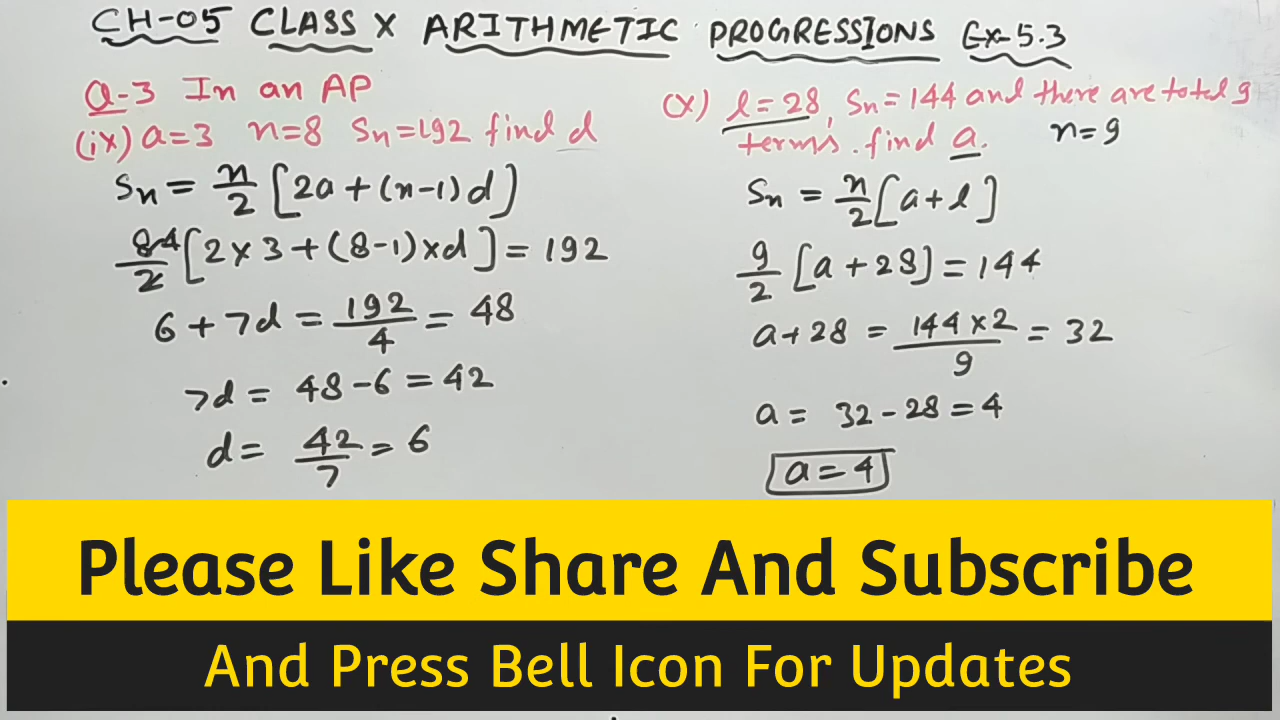 CH-05 CLASS X ARITHMETIC PROGRESSIONS Ex-5.3
Q-3 In an AP
(ix) a=3 n=8 Sn=192 find d
Sn = n/2 [2a+(n-1)d]
84/2 [2×3+(8-1)×d] = 192
6+7d = 192/4 = 48
7d = 48-6 = 42
d = 42/7 = 6
(X) l=28, Sn=144 and there are total 9
terms. find a. n=9
Sn = n/2 [a+l]
9/2 [a+28] = 144
a+28 = 144×2/9 = 32
a = 32-28 = 4
a = 4
Please Like Share And Subscribe
And Press Bell Icon For Updates